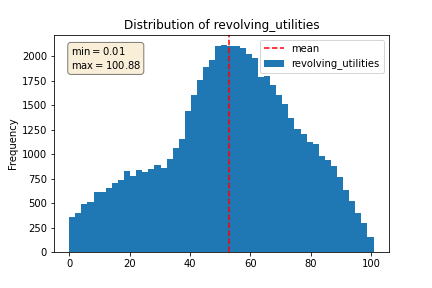 Distribution of revolving_utilities
min = 0.01
max = 100.88
mean
revolving_utilities
Frequency
2000
1750
1500
1250
1000
750
500
250
0
0 20 40 60 80 100